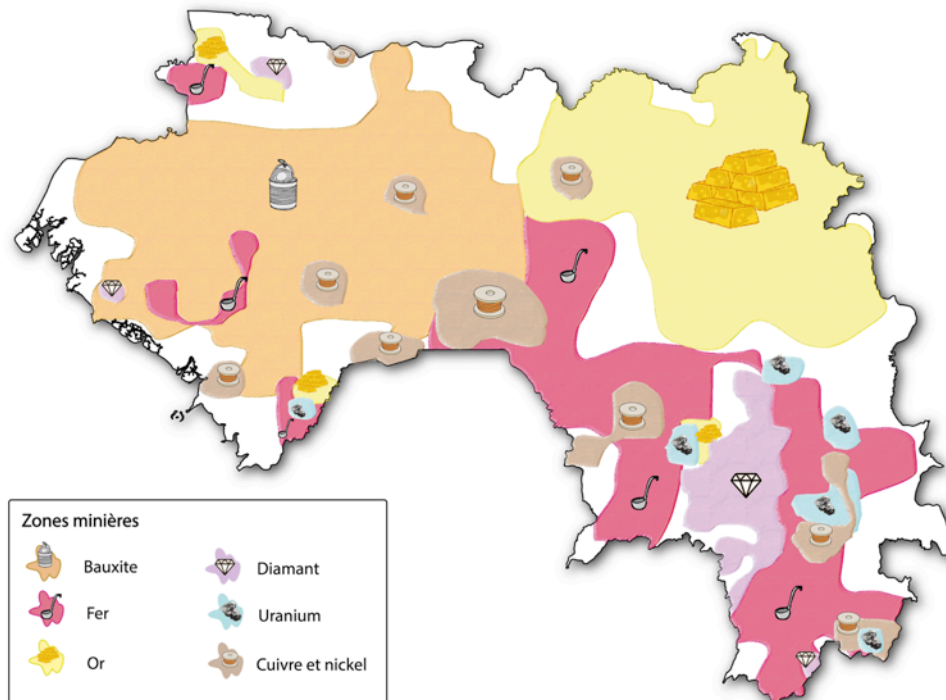 Zones minières
Bauxite
Diamant
Fer
Uranium
Or
Cuivre et nickel